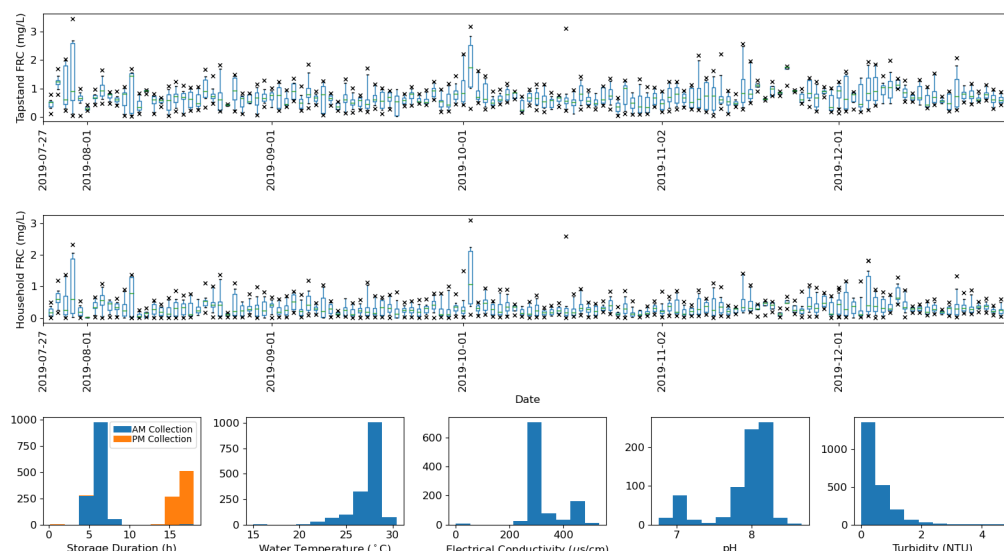 Tapstand FRC (mg/L)
3
2
1
0
2019-07-27
2019-08-01
2019-09-01
2019-10-01
2019-11-02
2019-12-01
Household FRC (mg/L)
3
2
1
0
2019-07-27
2019-08-01
2019-09-01
2019-10-01
2019-11-02
2019-12-01
Date
1000
750
500
250
0
AM Collection
PM Collection
0 5 10 15
Storage Duration (h)
1000
750
500
250
0
15 20 25 30
Water Temperature (°C)
600
400
200
0
0 200 400
Electrical Conductivity (μs/cm)
200
100
0
7 8
pH
1000
500
0
0 2 4
Turbidity (NTU)